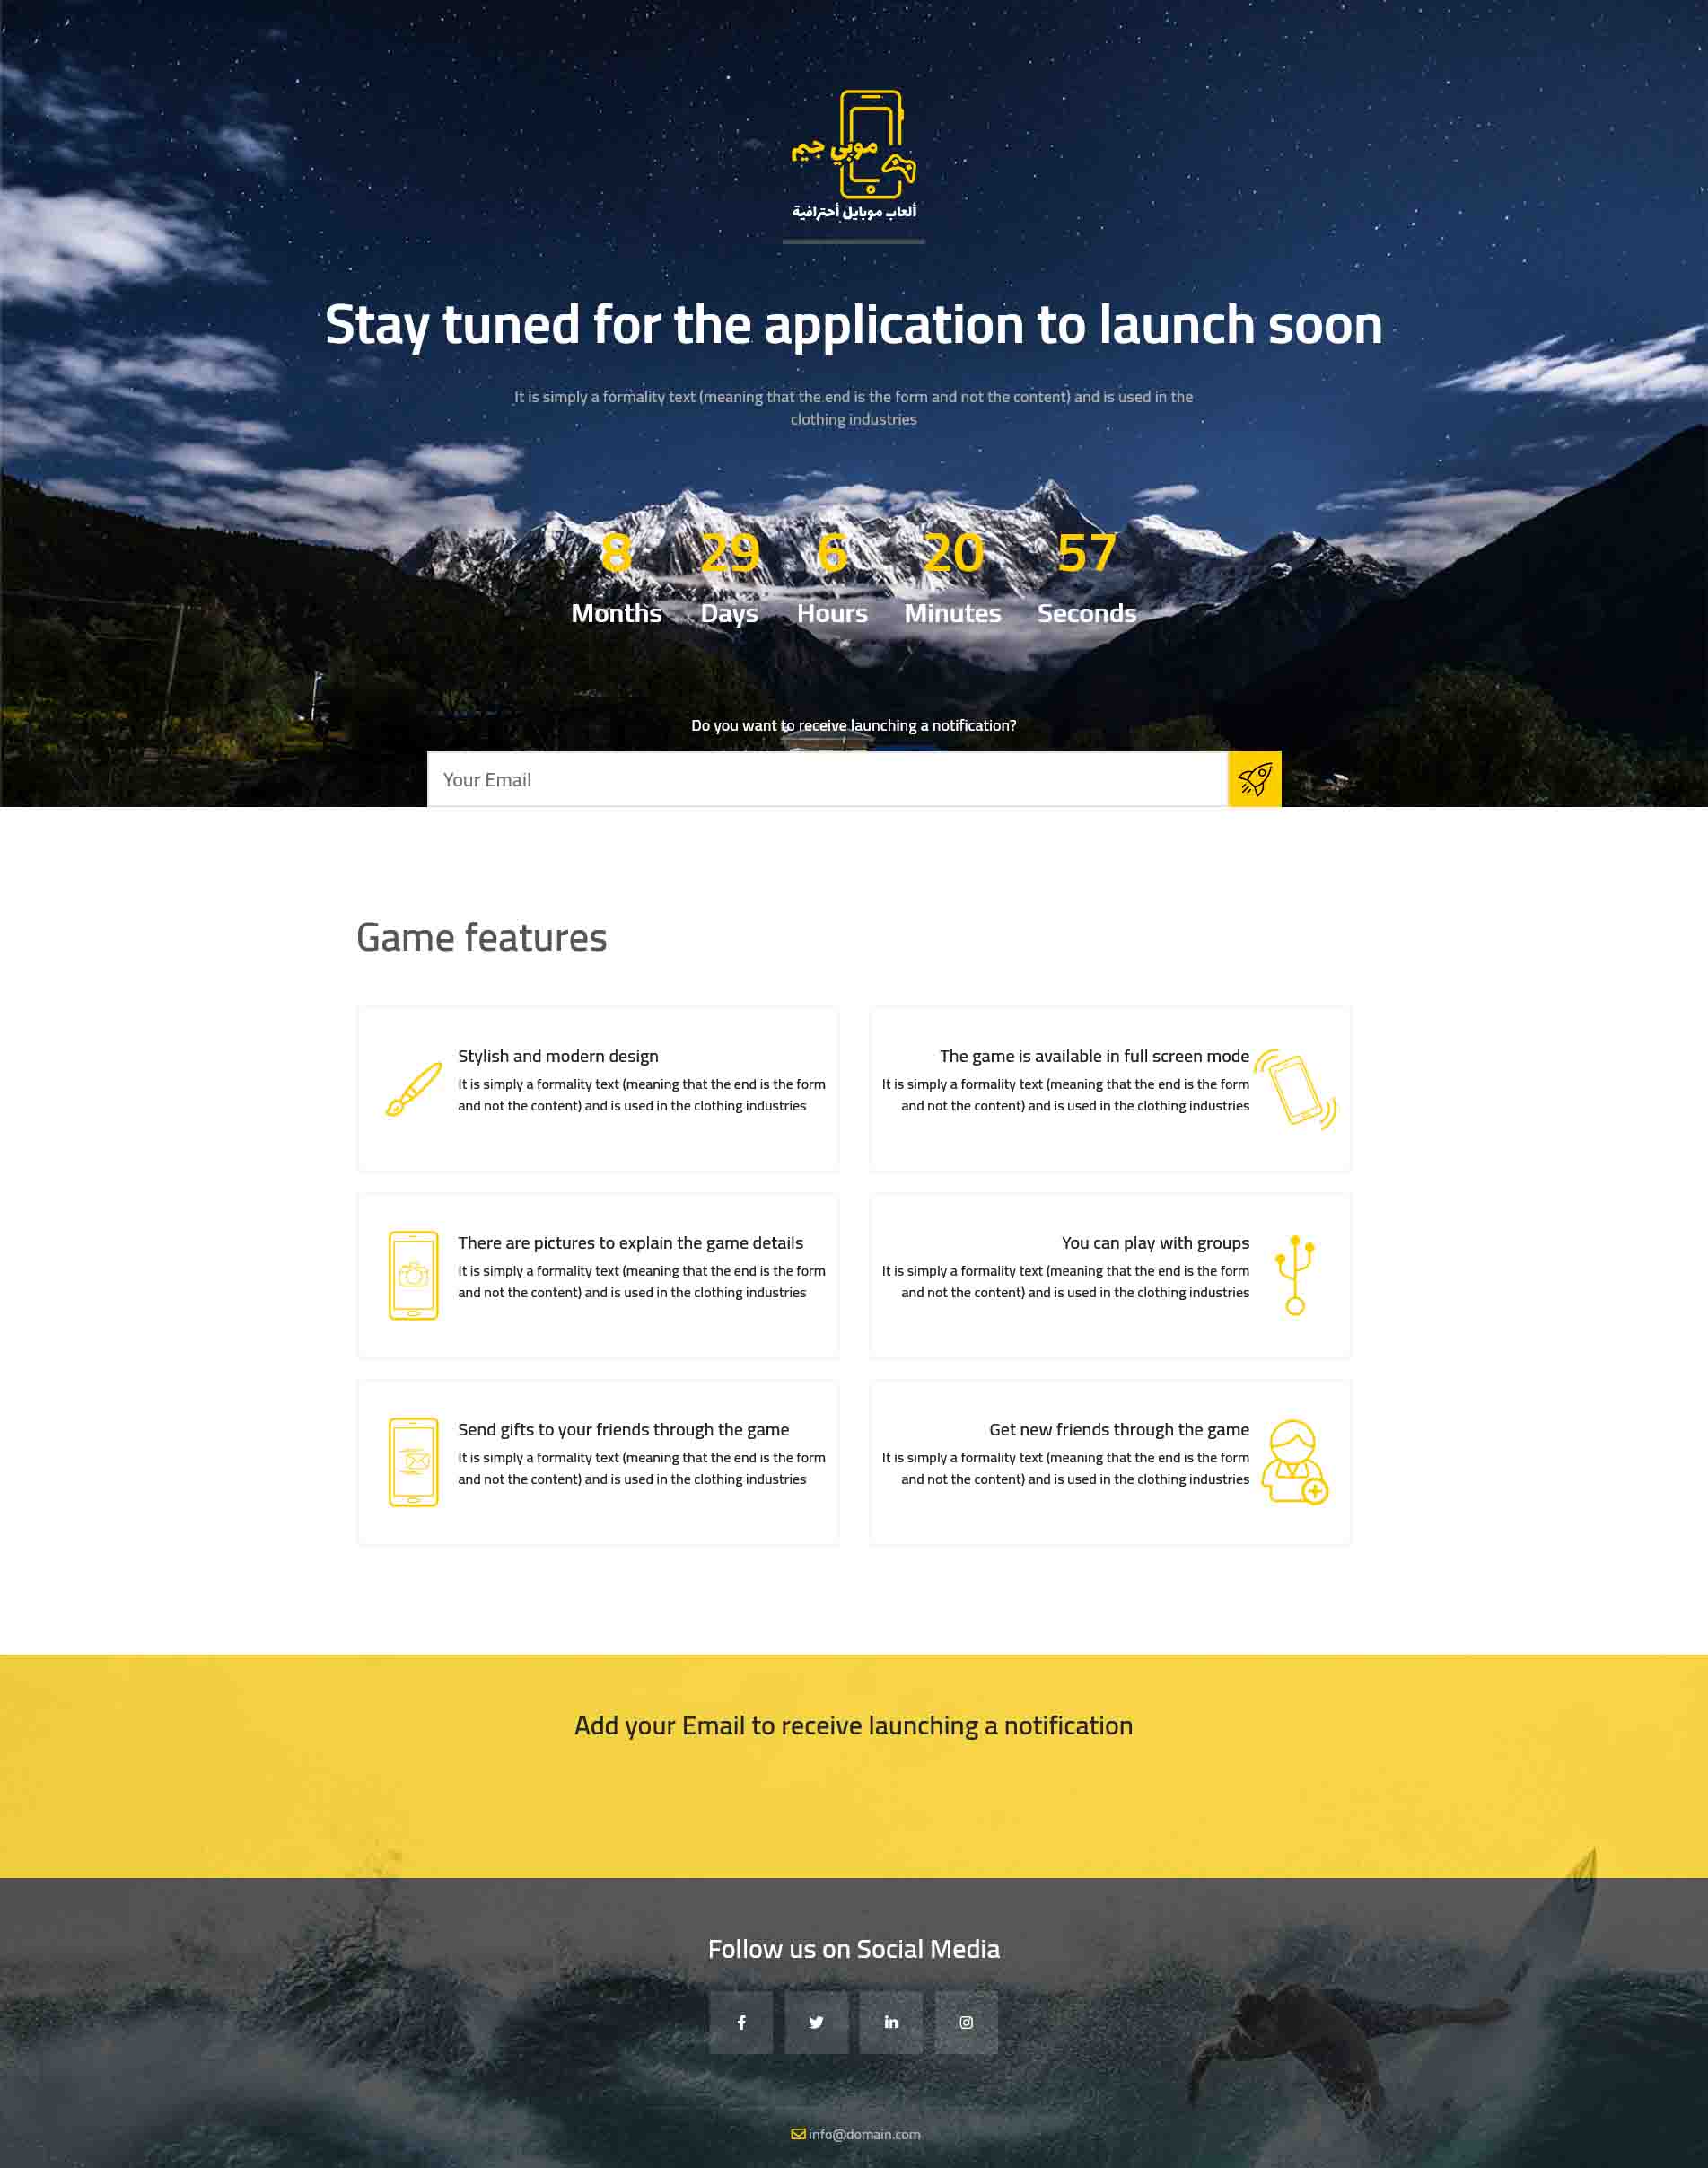 موبي جيم
ألعاب موبايل أحترافية
Stay tuned for the application to launch soon
It is simply a formality text (meaning that the end is the form and not the content) and is used in the
clothing industries
8 29 6 20 57
Months Days Hours Minutes Seconds
Do you want to receive launching a notification?
Your Email
Game features
Stylish and modern design
It is simply a formality text (meaning that the end is the form
and not the content) and is used in the clothing industries
The game is available in full screen mode
It is simply a formality text (meaning that the end is the form
and not the content) and is used in the clothing industries
There are pictures to explain the game details
It is simply a formality text (meaning that the end is the form
and not the content) and is used in the clothing industries
You can play with groups
It is simply a formality text (meaning that the end is the form
and not the content) and is used in the clothing industries
Send gifts to your friends through the game
It is simply a formality text (meaning that the end is the form
and not the content) and is used in the clothing industries
Get new friends through the game
It is simply a formality text (meaning that the end is the form
and not the content) and is used in the clothing industries
Add your Email to receive launching a notification
Follow us on Social Media
info@domain.com